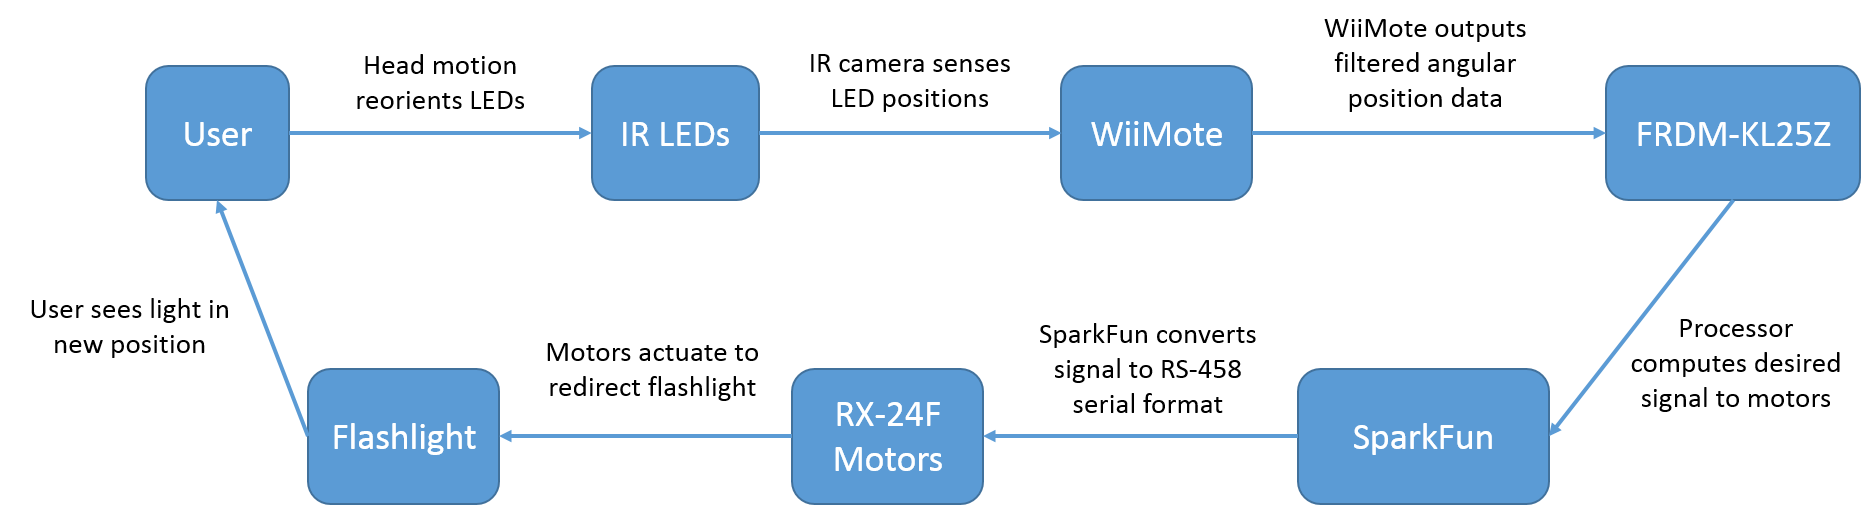 User
Head motion
reorients LEDs
IR LEDs
IR camera senses
LED positions
WiiMote
WiiMote outputs
filtered angular
position data
FRDM-KL25Z
Processor
computes desired
signal to motors
SparkFun
SparkFun converts
signal to RS-458
serial format
RX-24F
Motors
Motors actuate to
redirect flashlight
Flashlight
User sees light in
new position